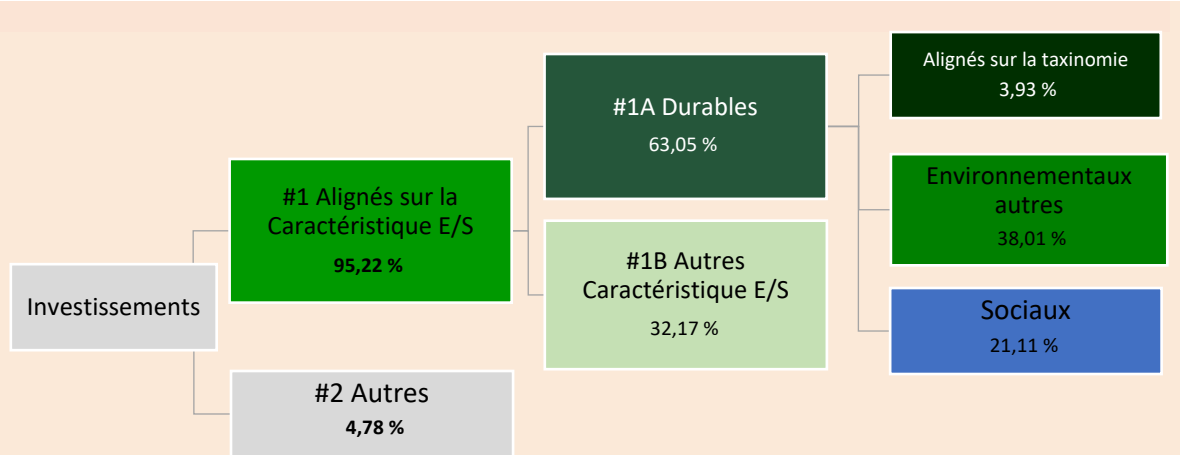 Investissements
#1 Alignés sur la
Caractéristique E/S
95,22 %
#2 Autres
4,78 %
#1A Durables
63,05 %
#1B Autres
Caractéristique E/S
32,17 %
Alignés sur la taxinomie
3,93 %
Environnementaux
autres
38,01 %
Sociaux
21,11 %